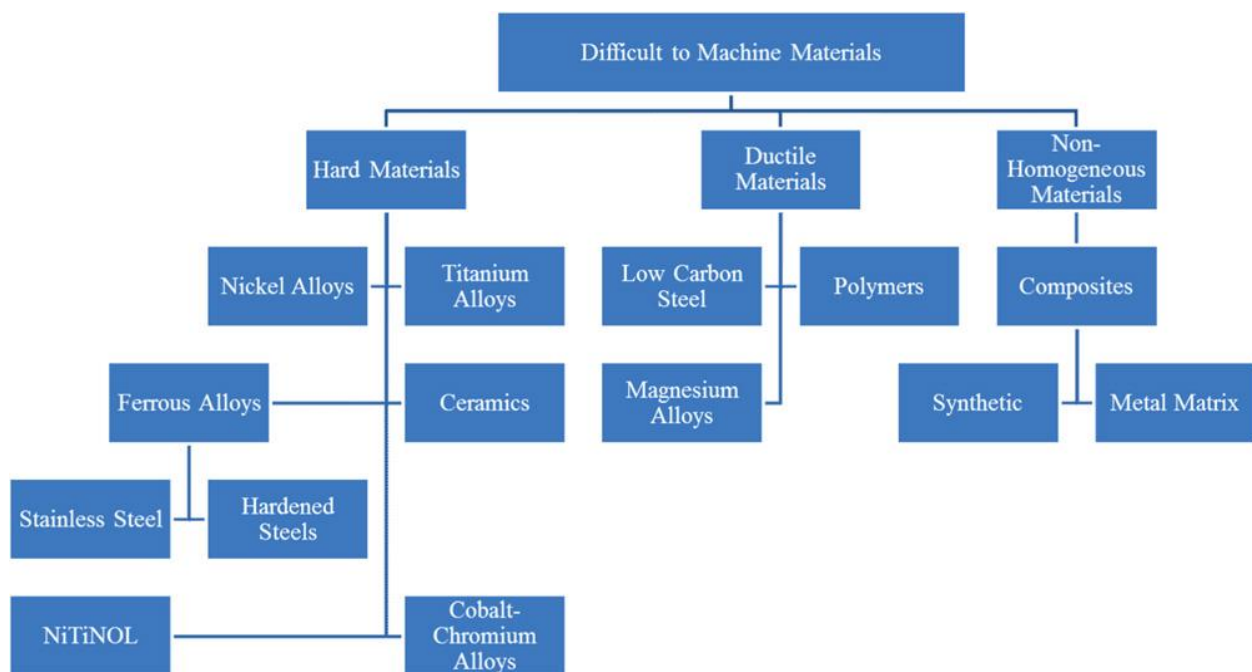 Difficult to Machine Materials
Hard Materials
Ductile
Materials
Non-
Homogeneous
Materials
Nickel Alloys
Titanium
Alloys
Low Carbon
Steel
Polymers
Composites
Ferrous Alloys
Ceramics
Magnesium
Alloys
Synthetic
Metal Matrix
Stainless Steel
Hardened
Steels
NiTiNOL
Cobalt-
Chromium
Alloys